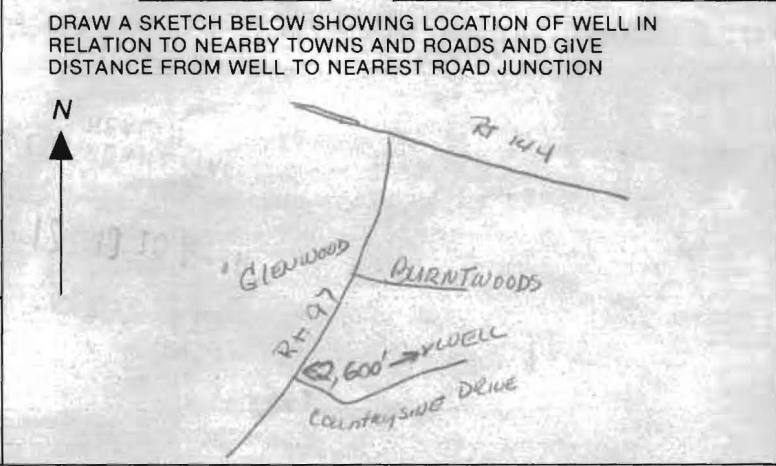 DRAW A SKETCH BELOW SHOWING LOCATION OF WELL IN
RELATION TO NEARBY TOWNS AND ROADS AND GIVE
DISTANCE FROM WELL TO NEAREST ROAD JUNCTION
N
Rt 144
GLENWOOD
BURNTWOODS
Rt. 97
2,600' → x WELL
COUNTRYSIDE DRIVE